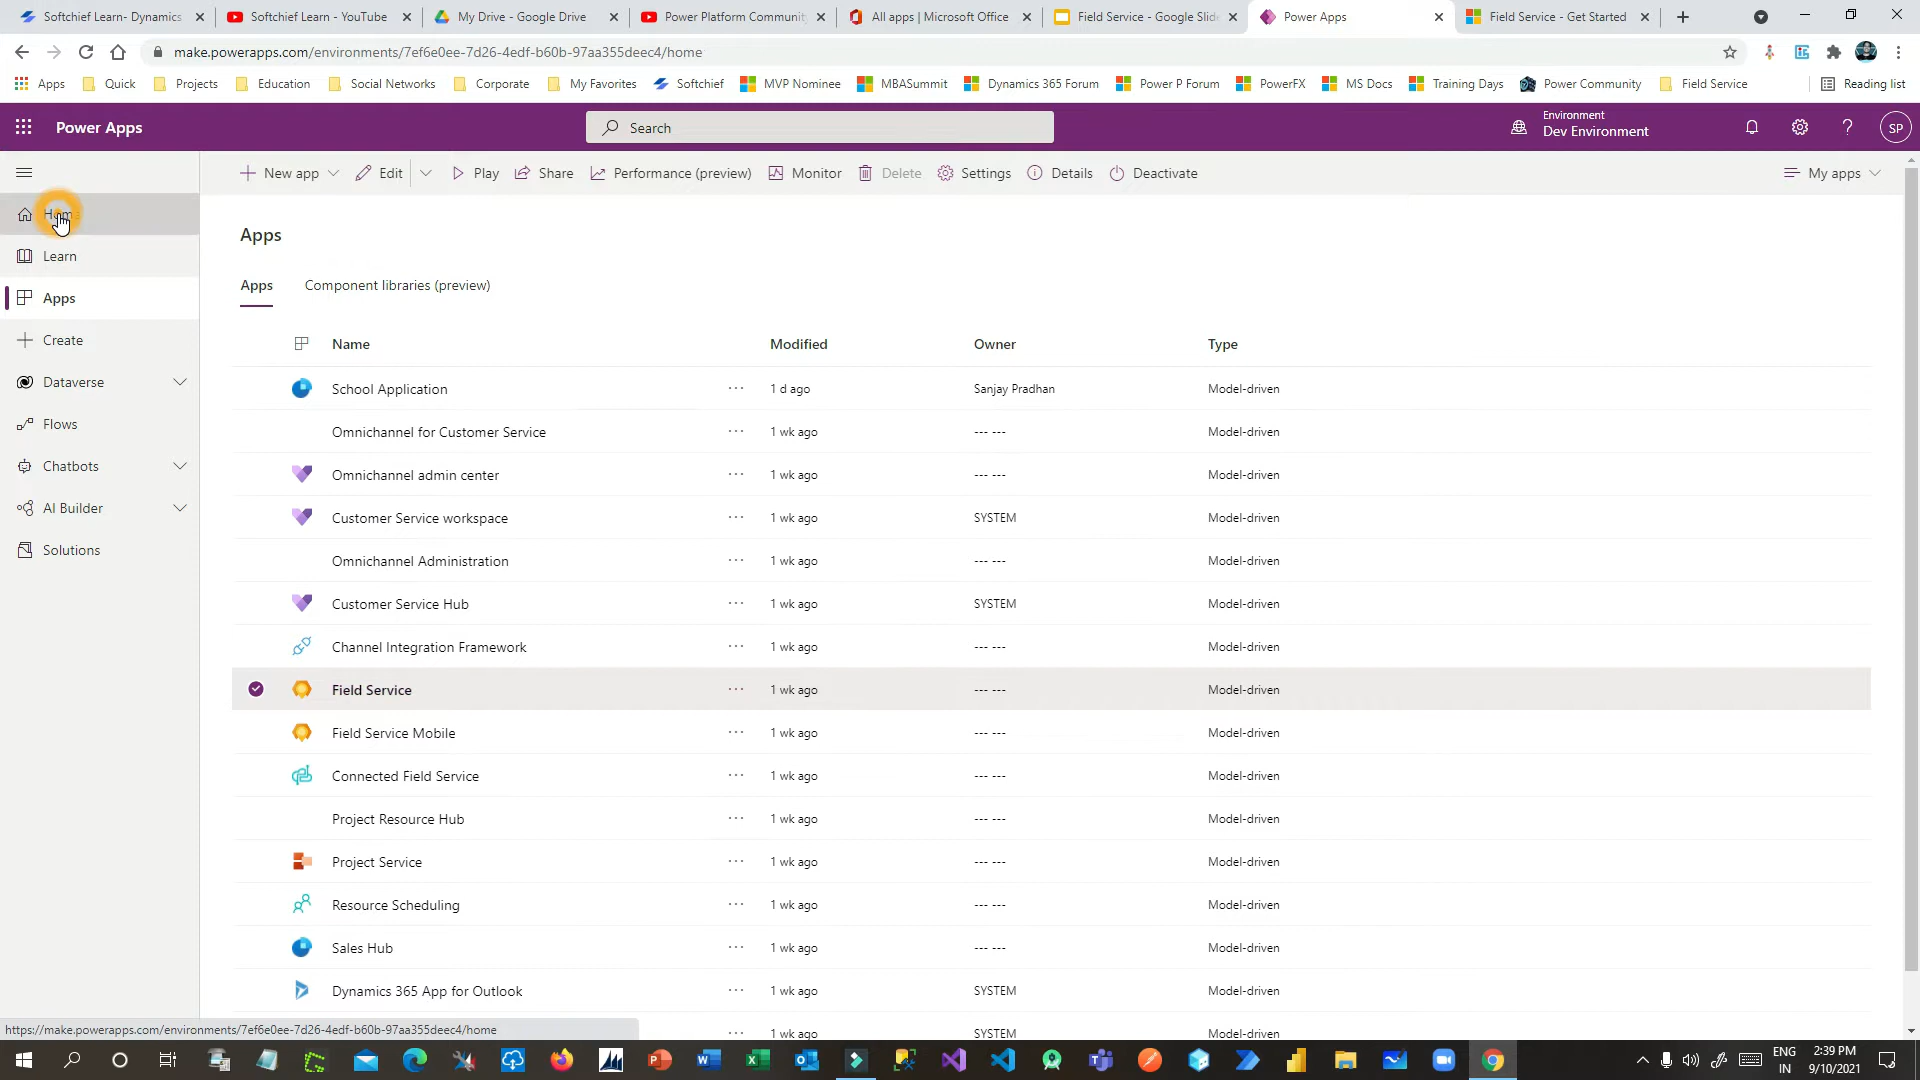 Softchief Learn- Dynamics
Softchief Learn - YouTube
My Drive - Google Drive
Power Platform Communit
All apps | Microsoft Office
Field Service - Google Slid
Power Apps
Field Service - Get Started
make.powerapps.com/environments/7ef6e0ee-7d26-4edf-b60b-97aa355deec4/home
Apps Quick Projects Education Social Networks Corporate My Favorites Softchief MVP Nominee MBASummit Dynamics 365 Forum Power P Forum PowerFX MS Docs Training Days Power Community Field Service Reading list
Power Apps
Search
Environment
Dev Environment
SP
New app Edit Play Share Performance (preview) Monitor Delete Settings Details Deactivate My apps
Home
Learn
Apps
Create
Dataverse
Flows
Chatbots
AI Builder
Solutions
Apps
Apps Component libraries (preview)
Name Modified Owner Type
School Application ··· 1 d ago Sanjay Pradhan Model-driven
Omnichannel for Customer Service ··· 1 wk ago --- --- Model-driven
Omnichannel admin center ··· 1 wk ago --- --- Model-driven
Customer Service workspace ··· 1 wk ago SYSTEM Model-driven
Omnichannel Administration ··· 1 wk ago --- --- Model-driven
Customer Service Hub ··· 1 wk ago SYSTEM Model-driven
Channel Integration Framework ··· 1 wk ago --- --- Model-driven
Field Service ··· 1 wk ago --- --- Model-driven
Field Service Mobile ··· 1 wk ago --- --- Model-driven
Connected Field Service ··· 1 wk ago --- --- Model-driven
Project Resource Hub ··· 1 wk ago --- --- Model-driven
Project Service ··· 1 wk ago --- --- Model-driven
Resource Scheduling ··· 1 wk ago --- --- Model-driven
Sales Hub ··· 1 wk ago --- --- Model-driven
Dynamics 365 App for Outlook ··· 1 wk ago SYSTEM Model-driven
··· 1 wk ago SYSTEM Model-driven
https://make.powerapps.com/environments/7ef6e0ee-7d26-4edf-b60b-97aa355deec4/home
ENG
IN
2:39 PM
9/10/2021